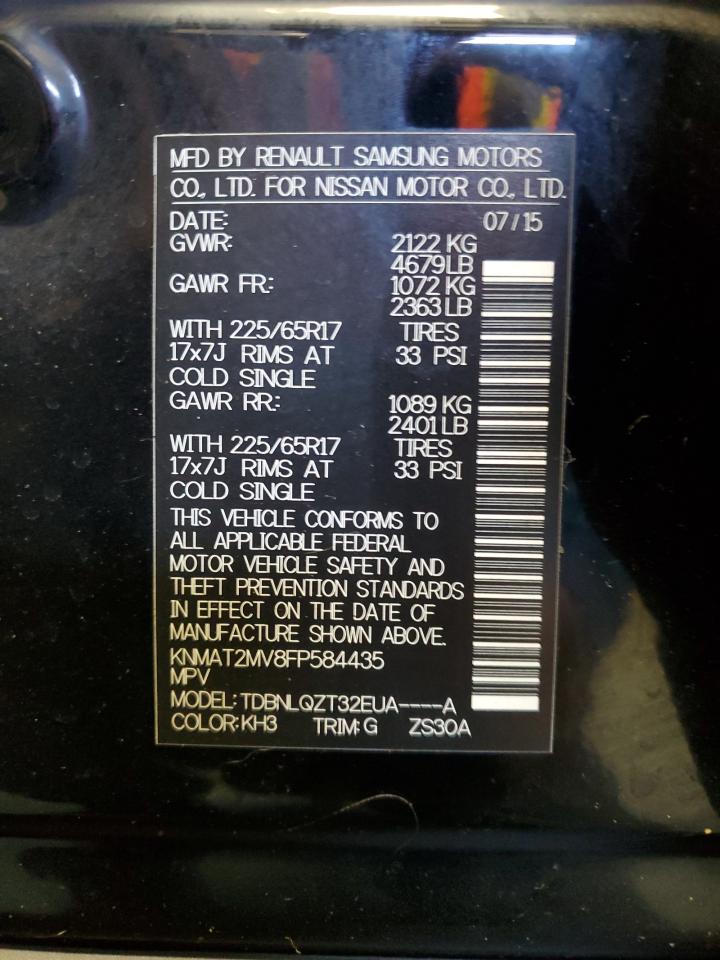 MFD BY RENAULT SAMSUNG MOTORS
CO., LTD. FOR NISSAN MOTOR CO., LTD.
DATE: 07/15
GVWR: 2122 KG
4679 LB
GAWR FR: 1072 KG
2363 LB
WITH 225/65R17 TIRES
17x7J RIMS AT 33 PSI
COLD SINGLE
GAWR RR: 1089 KG
2401 LB
WITH 225/65R17 TIRES
17x7J RIMS AT 33 PSI
COLD SINGLE
THIS VEHICLE CONFORMS TO
ALL APPLICABLE FEDERAL
MOTOR VEHICLE SAFETY AND
THEFT PREVENTION STANDARDS
IN EFFECT ON THE DATE OF
MANUFACTURE SHOWN ABOVE.
KNMAT2MV8FP584435
MPV
MODEL: TDBNLQZT32EUA----A
COLOR: KH3 TRIM: G ZS30A